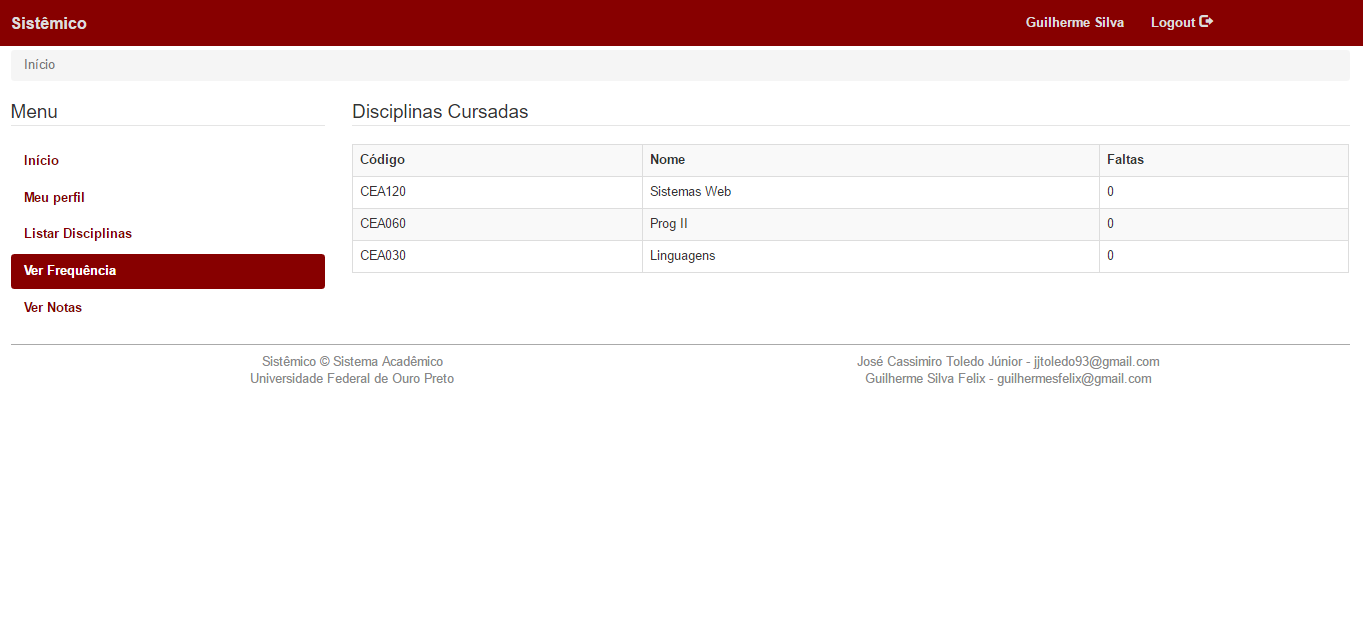 Sistêmico
Guilherme Silva
Logout
Início
Menu
Início
Meu perfil
Listar Disciplinas
Ver Frequência
Ver Notas
Disciplinas Cursadas
Código Nome Faltas
CEA120 Sistemas Web 0
CEA060 Prog II 0
CEA030 Linguagens 0
Sistêmico © Sistema Acadêmico
Universidade Federal de Ouro Preto
José Cassimiro Toledo Júnior - jjtoledo93@gmail.com
Guilherme Silva Felix - guilhermesfelix@gmail.com